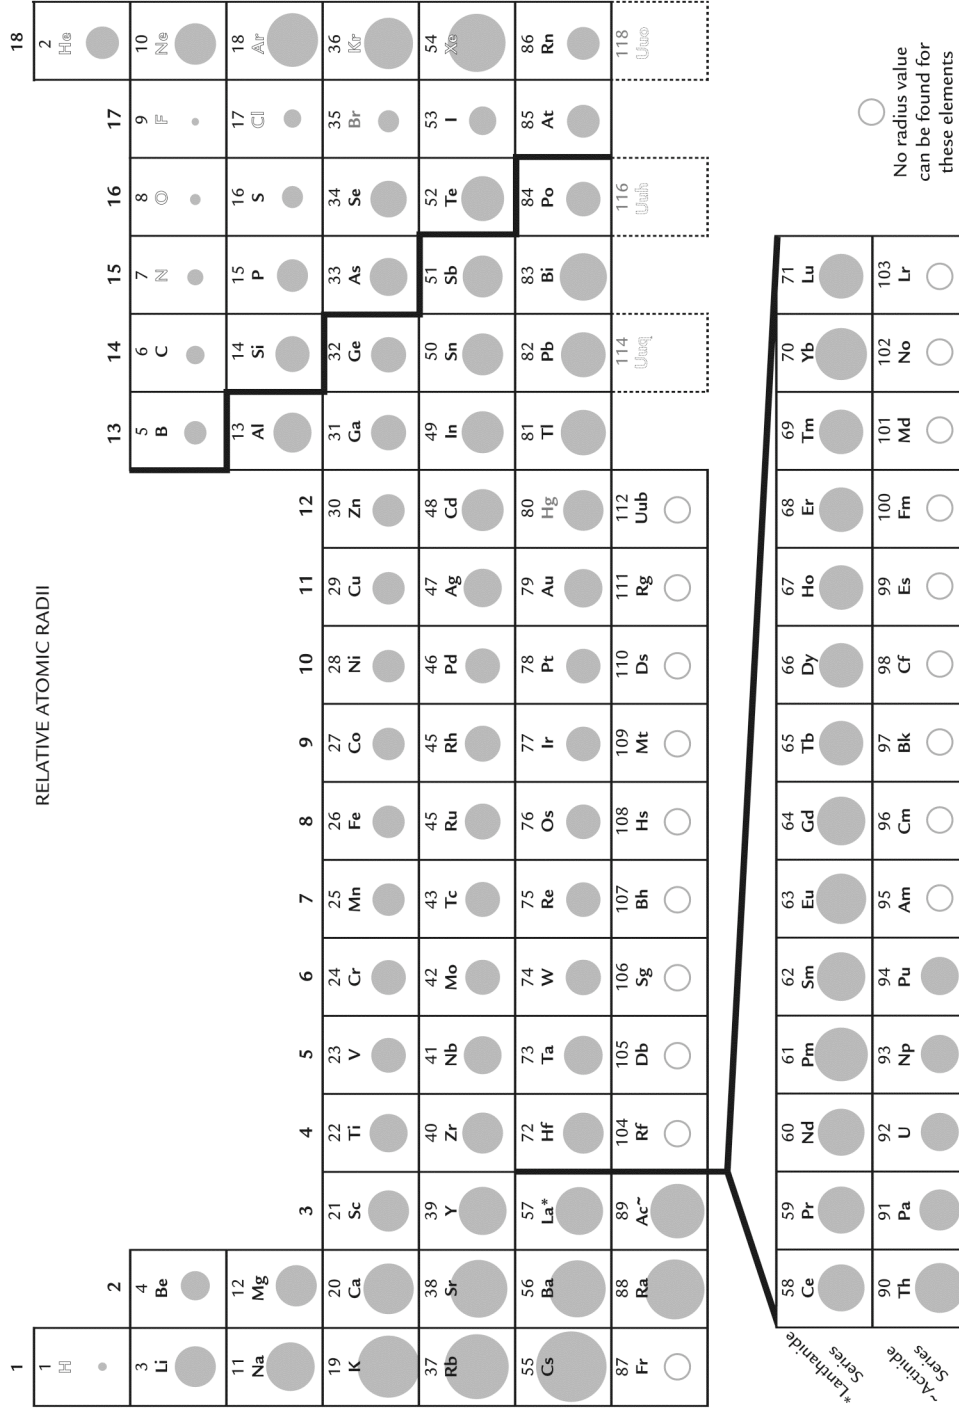 RELATIVE ATOMIC RADII
1 18
1 2
H He
2 13 14 15 16 17
3 4 5 6 7 8 9 10
Li Be B C N O F Ne
11 12 13 14 15 16 17 18
Na Mg Al Si P S Cl Ar
3 4 5 6 7 8 9 10 11 12
19 20 21 22 23 24 25 26 27 28 29 30 31 32 33 34 35 36
K Ca Sc Ti V Cr Mn Fe Co Ni Cu Zn Ga Ge As Se Br Kr
37 38 39 40 41 42 43 45 45 46 47 48 49 50 51 52 53 54
Rb Sr Y Zr Nb Mo Tc Ru Rh Pd Ag Cd In Sn Sb Te I Xe
55 56 57 72 73 74 75 76 77 78 79 80 81 82 83 84 85 86
Cs Ba La* Hf Ta W Re Os Ir Pt Au Hg Tl Pb Bi Po At Rn
87 88 89 104 105 106 107 108 109 110 111 112 114 116 118
Fr Ra Ac~ Rf Db Sg Bh Hs Mt Ds Rg Uub Uuq Uuh Uuo
*Lanthanide
Series
58 59 60 61 62 63 64 65 66 67 68 69 70 71
Ce Pr Nd Pm Sm Eu Gd Tb Dy Ho Er Tm Yb Lu
~Actinide
Series
90 91 92 93 94 95 96 97 98 99 100 101 102 103
Th Pa U Np Pu Am Cm Bk Cf Es Fm Md No Lr
No radius value
can be found for
these elements